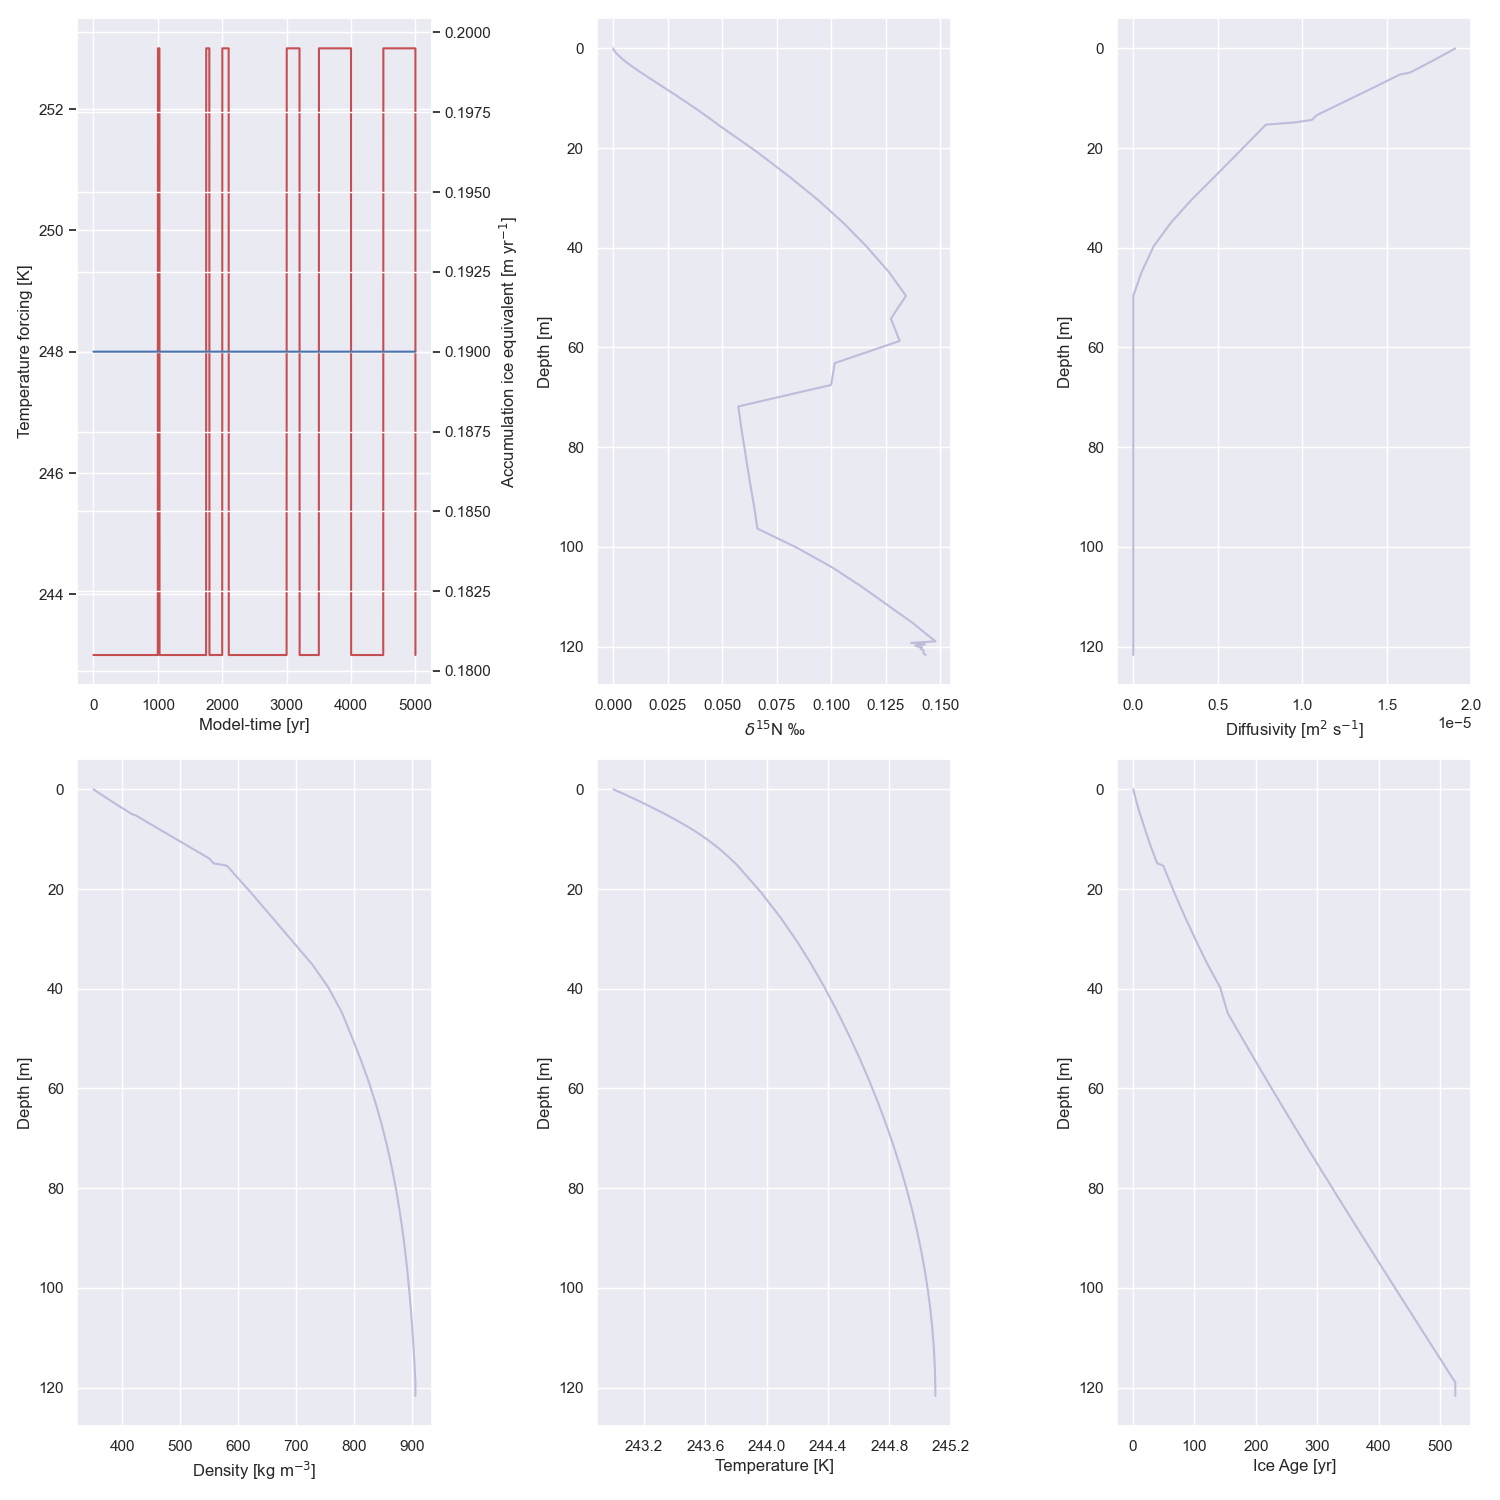 252
250
248
246
244
Temperature forcing [K]
0 1000 2000 3000 4000 5000
Model-time [yr]
0.2000
0.1975
0.1950
0.1925
0.1900
0.1875
0.1850
0.1825
0.1800
Accumulation ice equivalent [m yr⁻¹]
0
20
40
60
80
100
120
Depth [m]
0.000 0.025 0.050 0.075 0.100 0.125 0.150
δ¹⁵N ‰
0
20
40
60
80
100
120
Depth [m]
0.0 0.5 1.0 1.5 2.0
1e−5
Diffusivity [m² s⁻¹]
0
20
40
60
80
100
120
Depth [m]
400 500 600 700 800 900
Density [kg m⁻³]
0
20
40
60
80
100
120
Depth [m]
243.2 243.6 244.0 244.4 244.8 245.2
Temperature [K]
0
20
40
60
80
100
120
Depth [m]
0 100 200 300 400 500
Ice Age [yr]